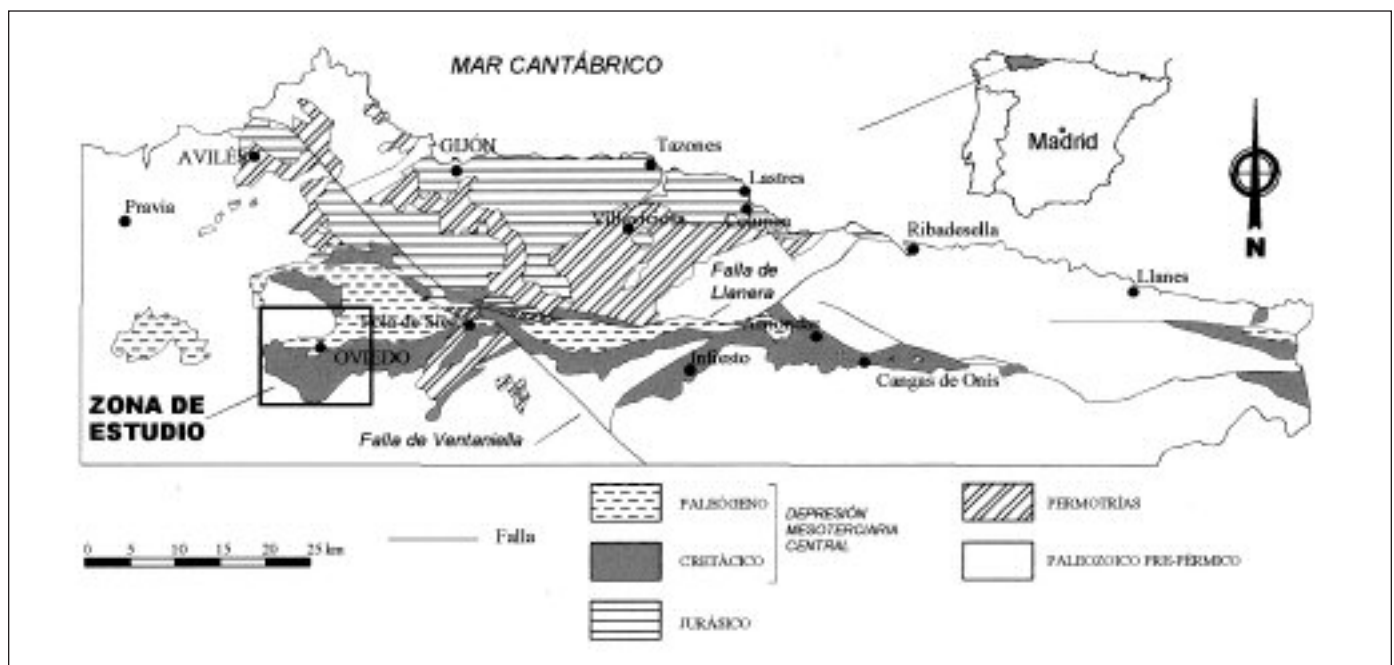 MAR CANTÁBRICO
Madrid
AVILÉS
GIJÓN
Tazones
Lastres
Pravia
Villaviciosa
Colunga
Ribadesella
N
Falla de
Llanera
Llanes
Pola de
OVIEDO
Infiesto
Cangas de Onís
ZONA DE
ESTUDIO
Falla de Ventaniella
PALEÓGENO
DEPRESIÓN
MESOTERCIARIA
CENTRAL
PERMOTRÍAS
0 5 10 15 20 25 km
Falla
CRETÁCICO
PALEOZOICO PRE-PÉRMICO
JURÁSICO